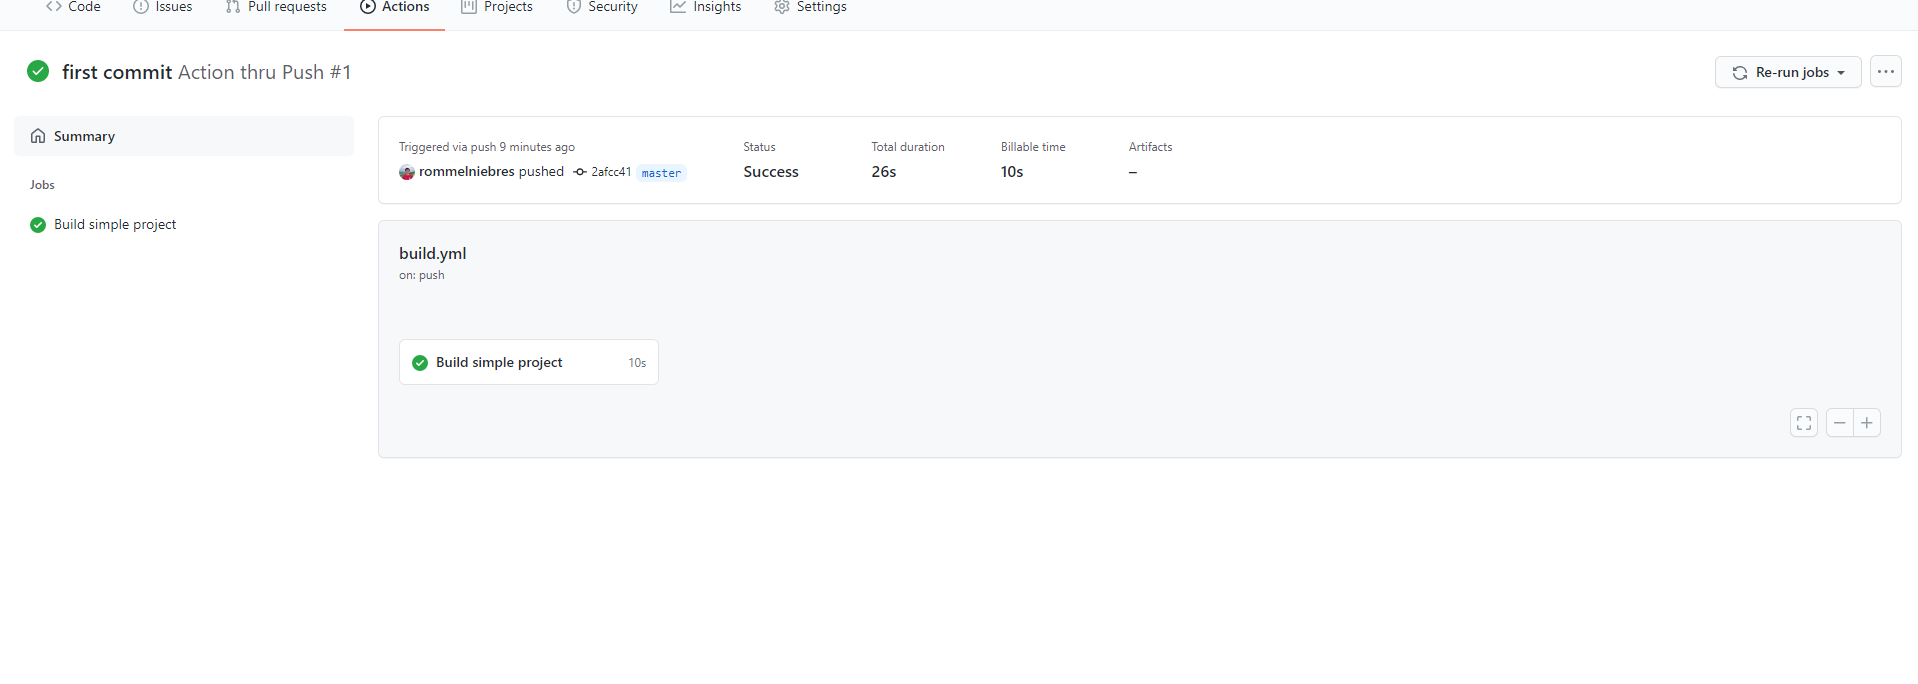 Code Issues Pull requests Actions Projects Security Insights Settings
first commit Action thru Push #1
Re-run jobs
Summary
Jobs
Build simple project
Triggered via push 9 minutes ago
rommelniebres pushed 2afcc41 master
Status
Success
Total duration
26s
Billable time
10s
Artifacts
–
build.yml
on: push
Build simple project 10s